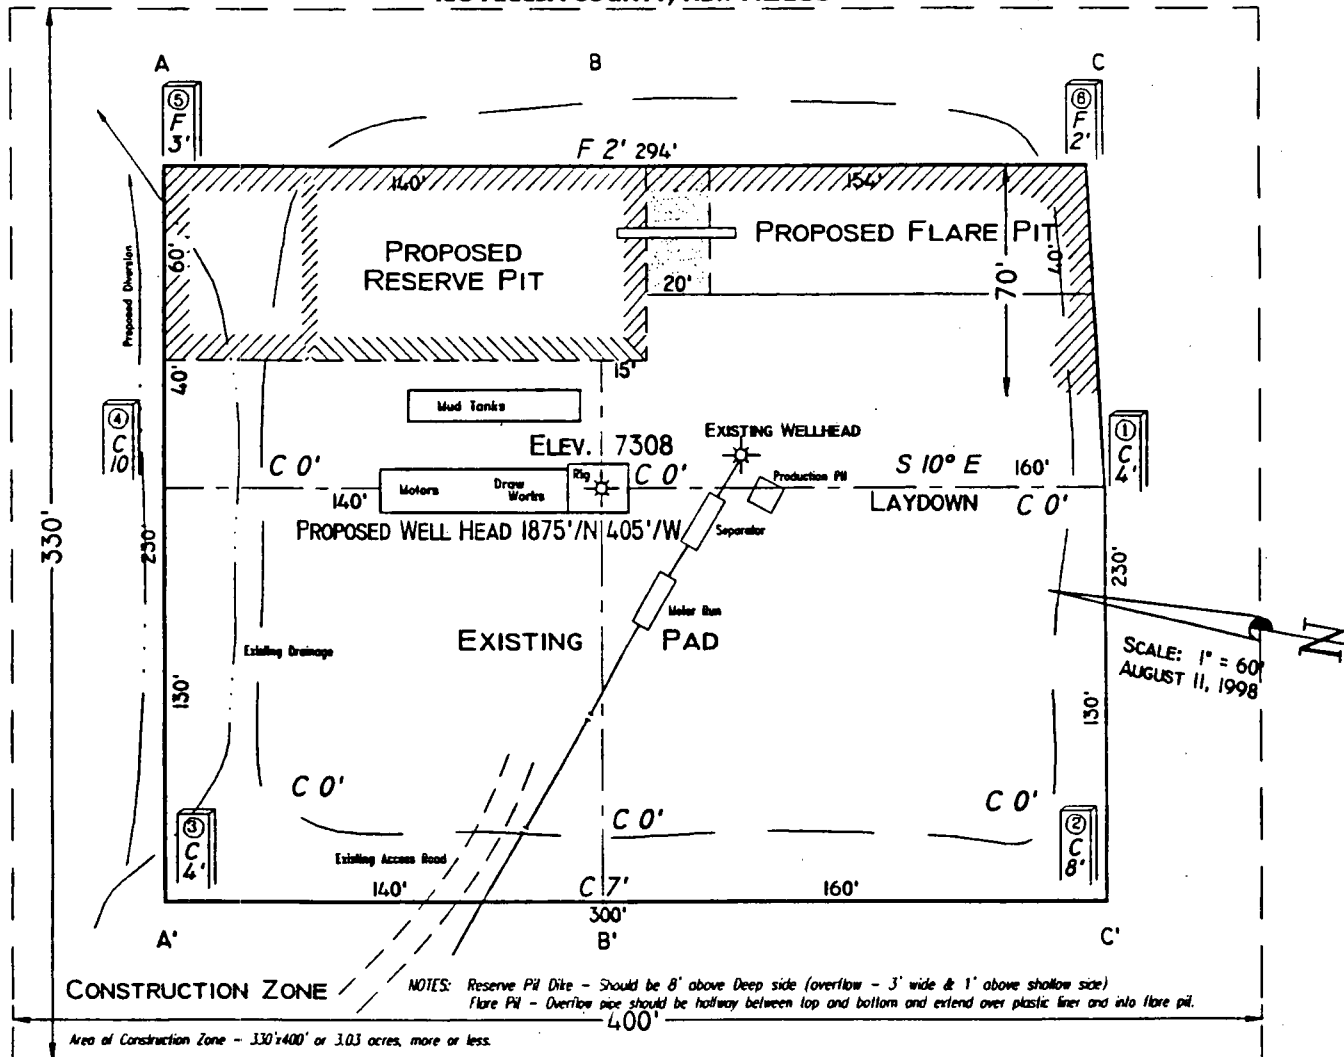 A
B
C
⑤
F
3'
⑥
F
2'
F 2' 294'
140'
154'
PROPOSED
RESERVE PIT
PROPOSED FLARE PIT
60'
40'
70'
20'
Proposed Diversion
15'
40'
Mud Tanks
④
C
10
ELEV. 7308
EXISTING WELLHEAD
①
C
4'
C 0'
Rig
C 0'
S 10° E
160'
Production Pit
140'
Motors
Draw
Works
LAYDOWN
C 0'
PROPOSED WELL HEAD 1875'/N 405'/W
Separator
330'
230'
230'
Meter Run
EXISTING PAD
Existing Drainage
N
SCALE: 1" = 60'
AUGUST 11, 1998
130'
130'
C 0'
C 0'
C 0'
③
C
4'
②
C
8'
Existing Access Road
140'
C 7'
160'
300'
A'
B'
C'
CONSTRUCTION ZONE
NOTES: Reserve Pit Dike - Should be 8' above Deep side (overflow - 3' wide & 1' above shallow side)
Flare Pit - Overflow pipe should be halfway between top and bottom and extend over plastic liner and into flare pit.
400'
Area of Construction Zone - 330'x400' or 3.03 acres, more or less.